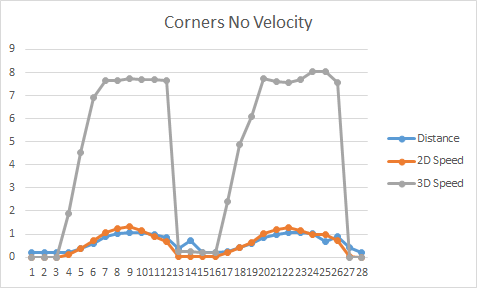 Corners No Velocity
9
8
7
6
5
4
3
2
1
0
1 2 3 4 5 6 7 8 9 10 11 12 13 14 15 16 17 18 19 20 21 22 23 24 25 26 27 28
Distance
2D Speed
3D Speed